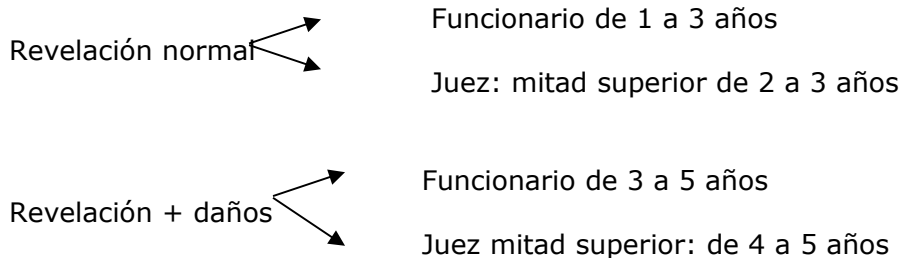 Funcionario de 1 a 3 años
Revelación normal
Juez: mitad superior de 2 a 3 años
Funcionario de 3 a 5 años
Revelación + daños
Juez mitad superior: de 4 a 5 años